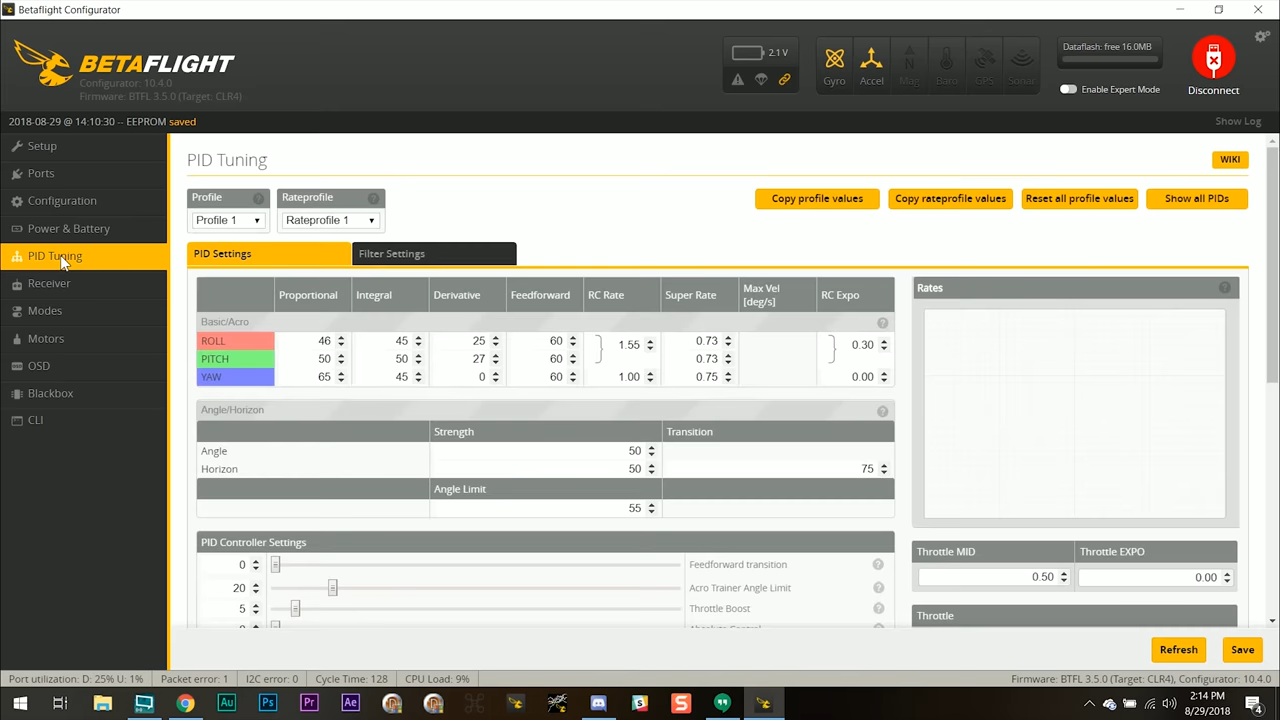 Betaflight Configurator
BETAFLIGHT
Configurator: 10.4.0
Firmware: BTFL 3.5.0 (Target: CLR4)
2.1 V
Gyro
Accel
Mag
Baro
GPS
Sonar
Dataflash: free 16.0MB
Enable Expert Mode
Disconnect
2018-08-29 @ 14:10:30 -- EEPROM saved
Show Log
Setup
Ports
Configuration
Power & Battery
PID Tuning
Receiver
Modes
Motors
OSD
Blackbox
CLI
PID Tuning
WIKI
Profile
Rateprofile
Profile 1
Rateprofile 1
Copy profile values
Copy rateprofile values
Reset all profile values
Show all PIDs
PID Settings
Filter Settings
Proportional Integral Derivative Feedforward RC Rate Super Rate Max Vel [deg/s] RC Expo
Basic/Acro
ROLL 46 45 25 60 1.55 0.73 0.30
PITCH 50 50 27 60 0.73
YAW 65 45 0 60 1.00 0.75 0.00
Angle/Horizon
Strength Transition
Angle 50
Horizon 50 75
Angle Limit
55
PID Controller Settings
0 Feedforward transition
20 Acro Trainer Angle Limit
5 Throttle Boost
Rates
Throttle MID Throttle EXPO
0.50 0.00
Throttle
Refresh
Save
Port utilization: D: 25% U: 1% Packet error: 1 I2C error: 0 Cycle Time: 128 CPU Load: 9% Firmware: BTFL 3.5.0 (Target: CLR4), Configurator: 10.4.0
Au
Ps
Pr
Ae
S
2:14 PM
8/29/2018
4